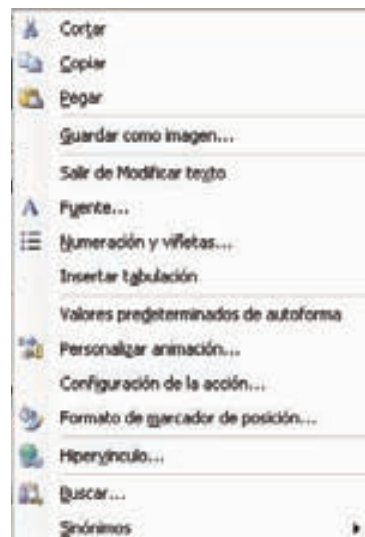 Cortar
Copiar
Pegar
Guardar como imagen...
Salir de Modificar texto
Fuente...
Numeración y viñetas...
Insertar tabulación
Valores predeterminados de autoforma
Personalizar animación...
Configuración de la acción...
Formato de marcador de posición...
Hipervínculo...
Buscar...
Sinónimos